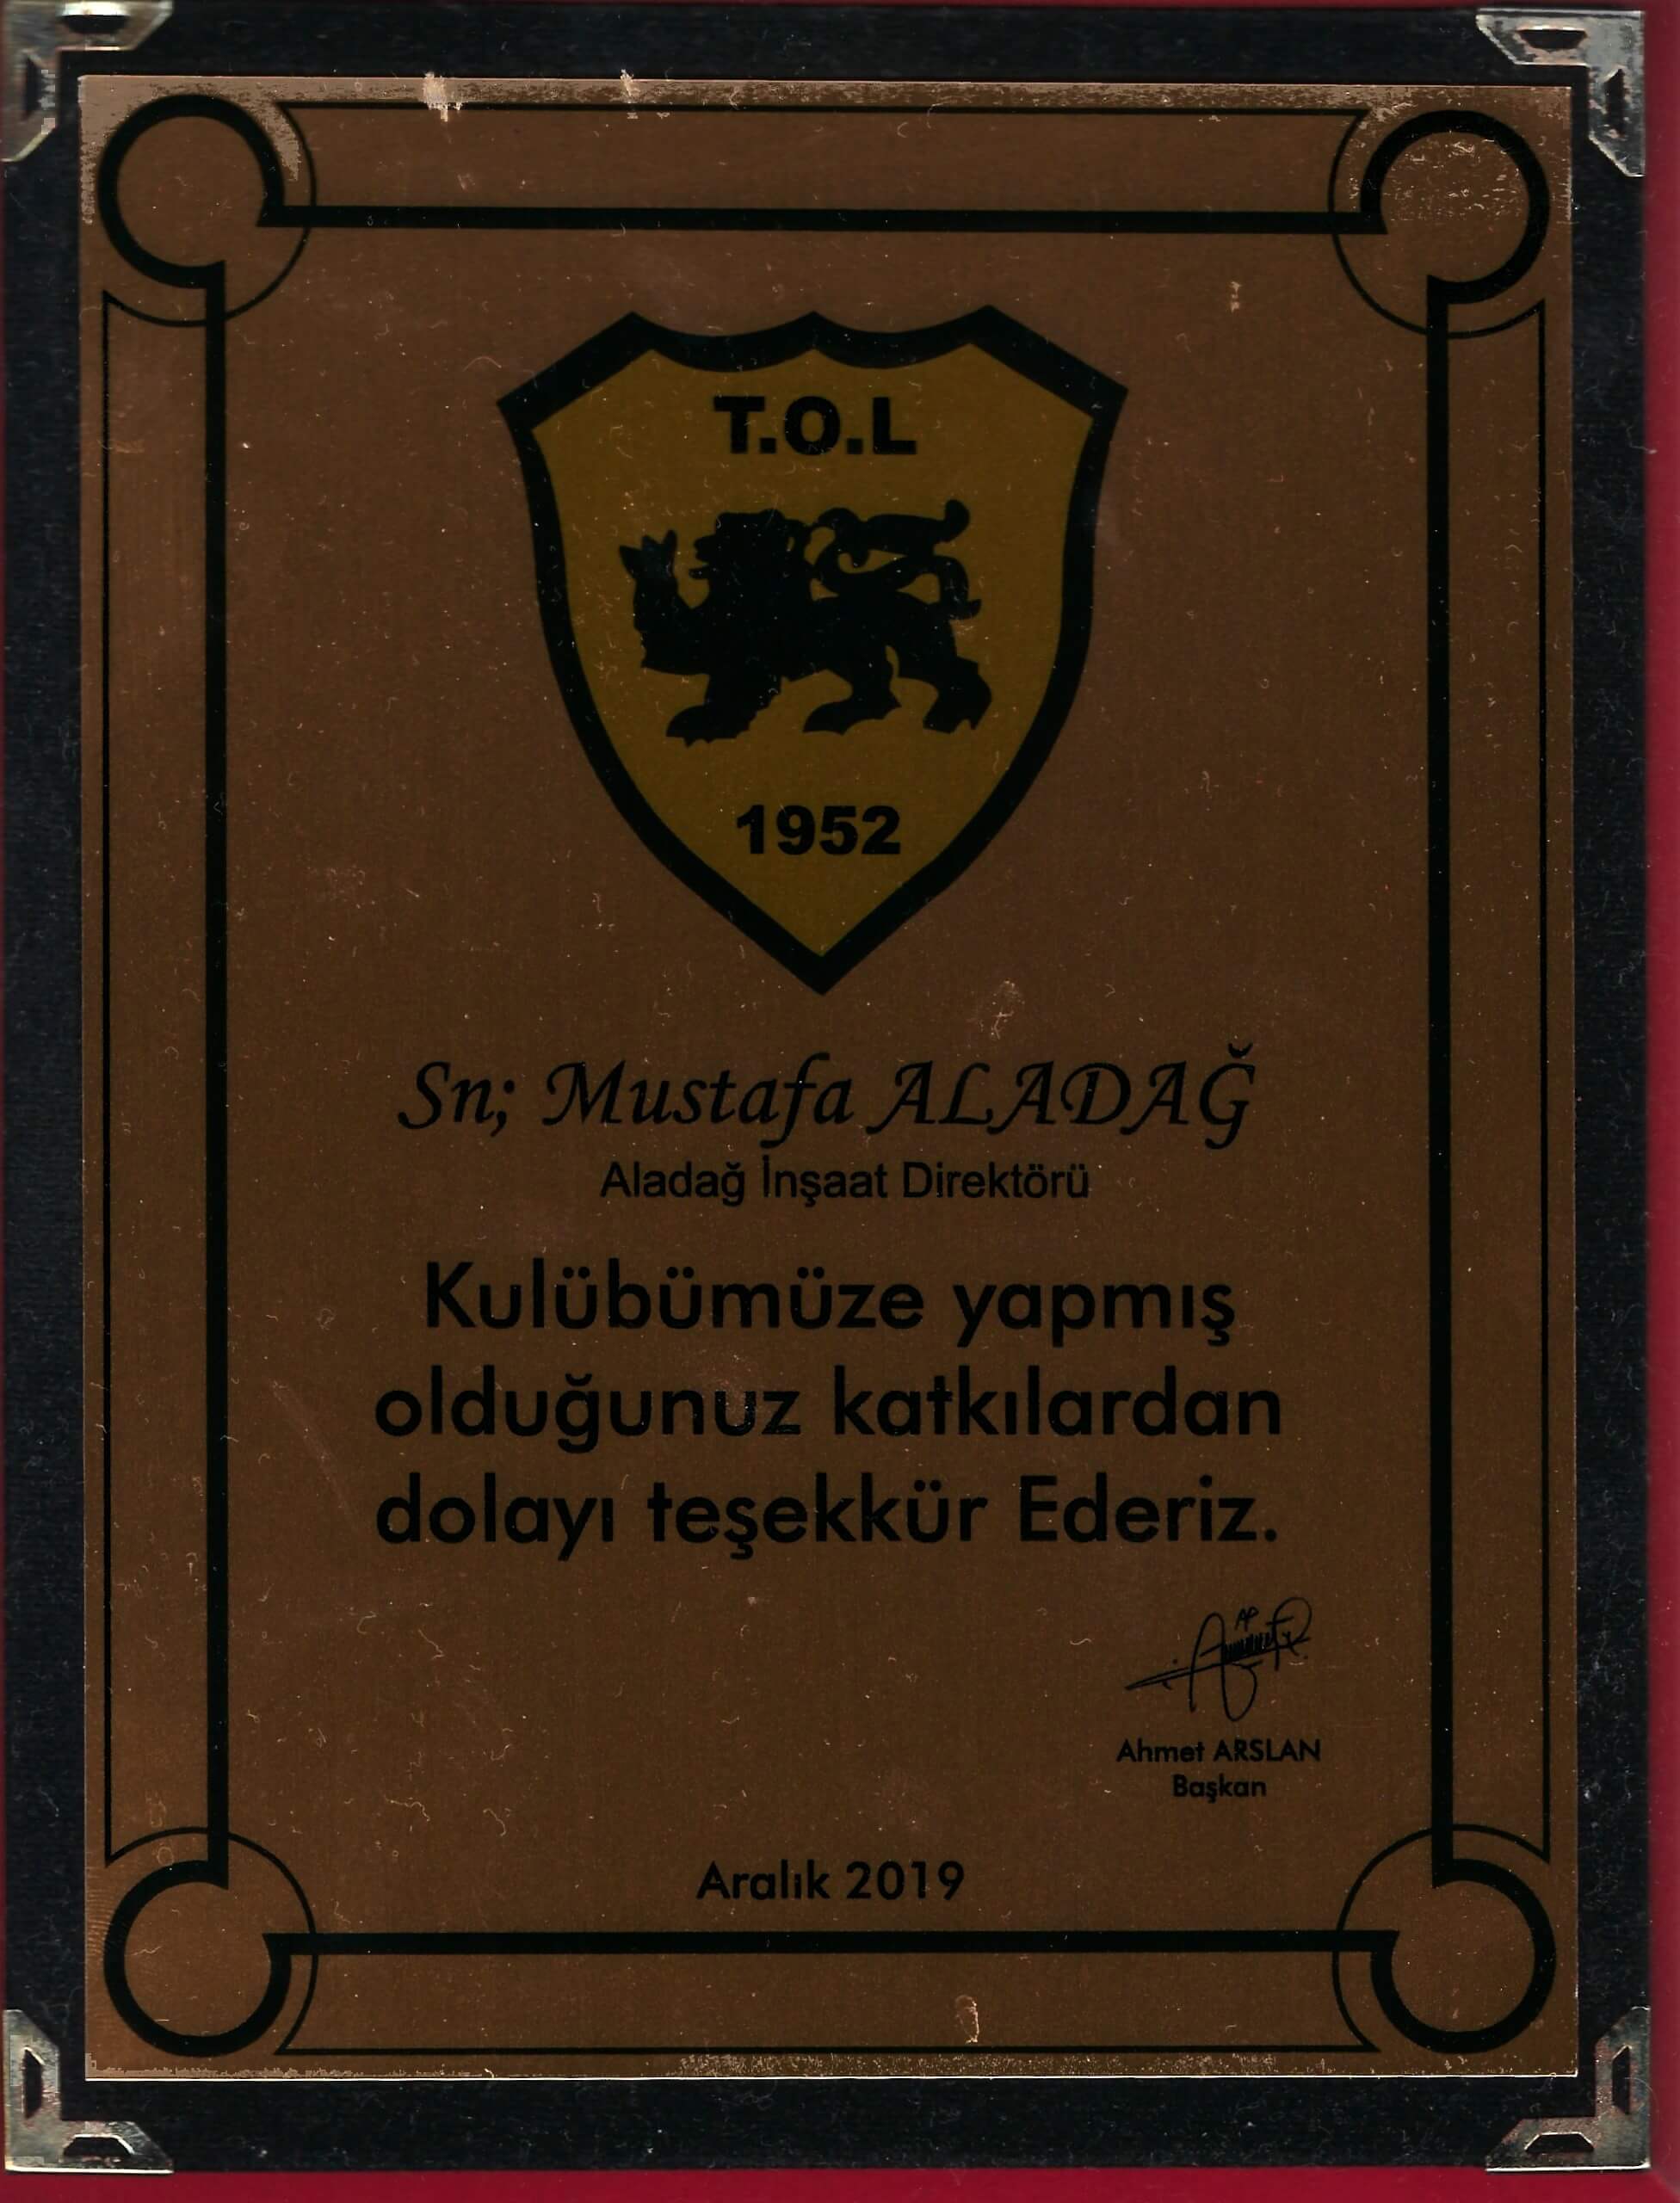 T.O.L
1952
Sn; Mustafa ALADAĞ
Aladağ İnşaat Direktörü
Kulübümüze yapmış
olduğunuz katkılardan
dolayı teşekkür Ederiz.
Ahmet ARSLAN
Başkan
Aralık 2019